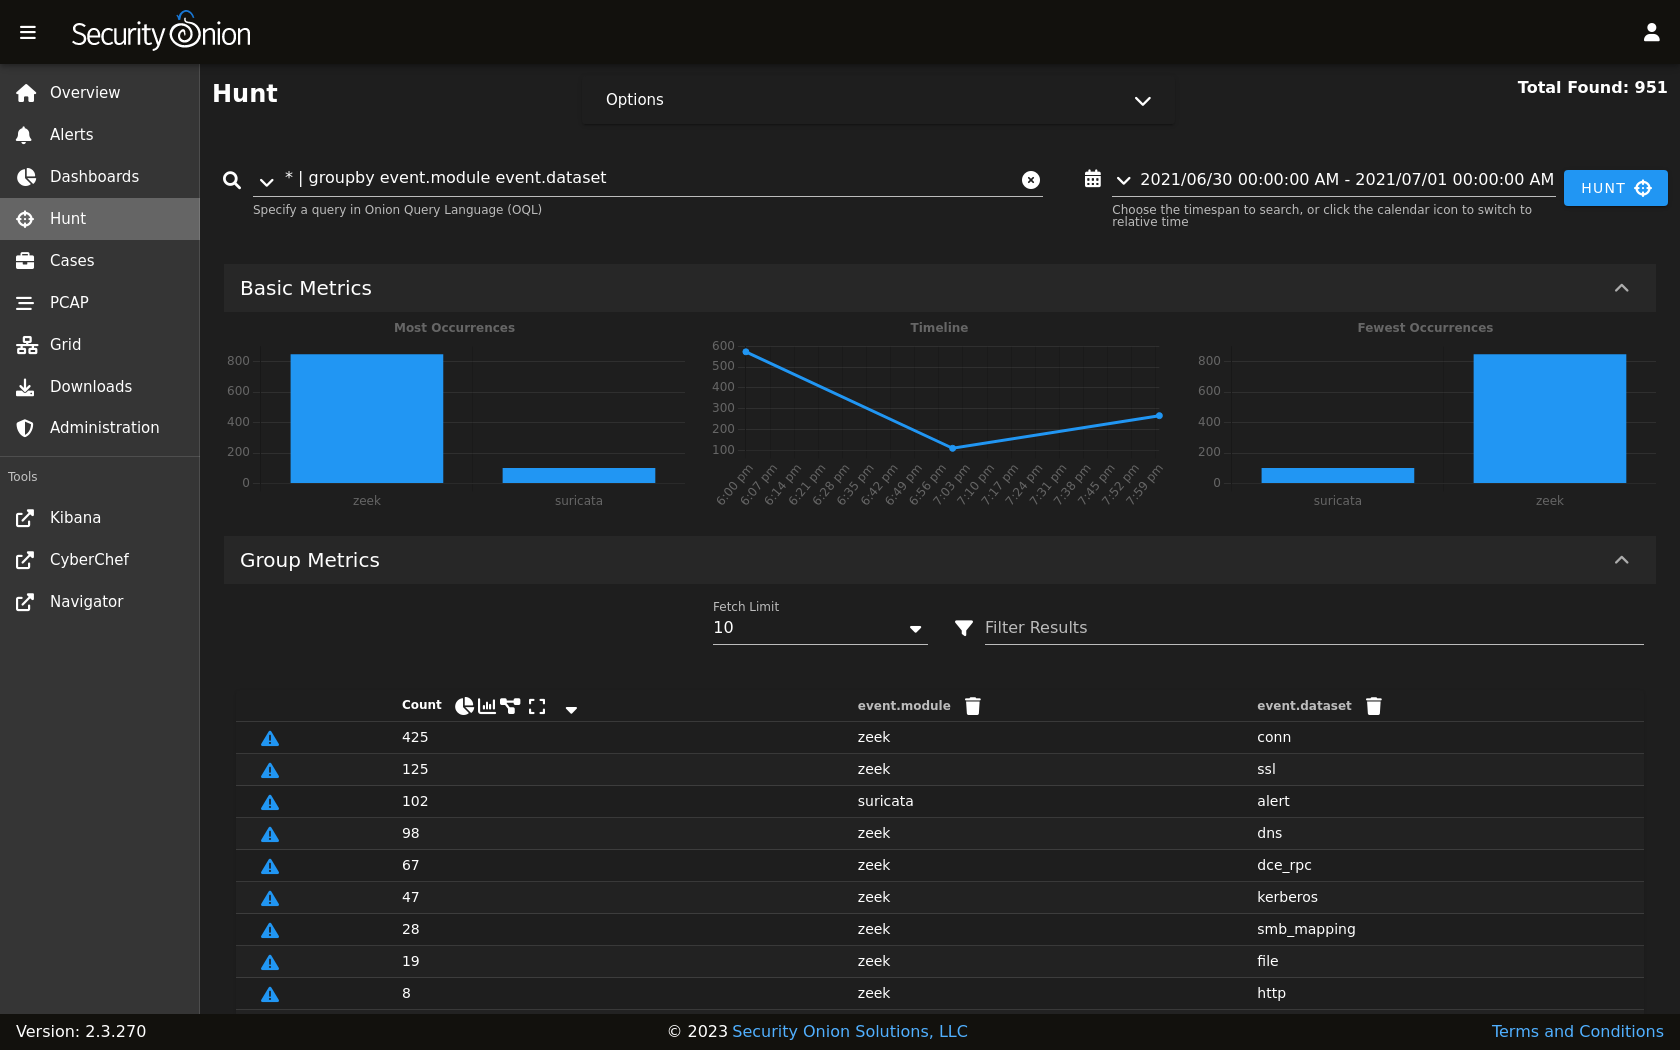 Security Onion
Overview
Alerts
Dashboards
Hunt
Cases
PCAP
Grid
Downloads
Administration
Tools
Kibana
CyberChef
Navigator
Hunt
Options
Total Found: 951
* | groupby event.module event.dataset
Specify a query in Onion Query Language (OQL)
2021/06/30 00:00:00 AM - 2021/07/01 00:00:00 AM
Choose the timespan to search, or click the calendar icon to switch to
relative time
HUNT
Basic Metrics
Most Occurrences
800
600
400
200
0
zeek suricata
Timeline
600
500
400
300
200
100
6:00 pm 6:07 pm 6:14 pm 6:21 pm 6:28 pm 6:35 pm 6:42 pm 6:49 pm 6:56 pm 7:03 pm 7:10 pm 7:17 pm 7:24 pm 7:31 pm 7:38 pm 7:45 pm 7:52 pm 7:59 pm
Fewest Occurrences
800
600
400
200
0
suricata zeek
Group Metrics
Fetch Limit
10
Filter Results
Count event.module event.dataset
425 zeek conn
125 zeek ssl
102 suricata alert
98 zeek dns
67 zeek dce_rpc
47 zeek kerberos
28 zeek smb_mapping
19 zeek file
8 zeek http
Version: 2.3.270
© 2023 Security Onion Solutions, LLC
Terms and Conditions